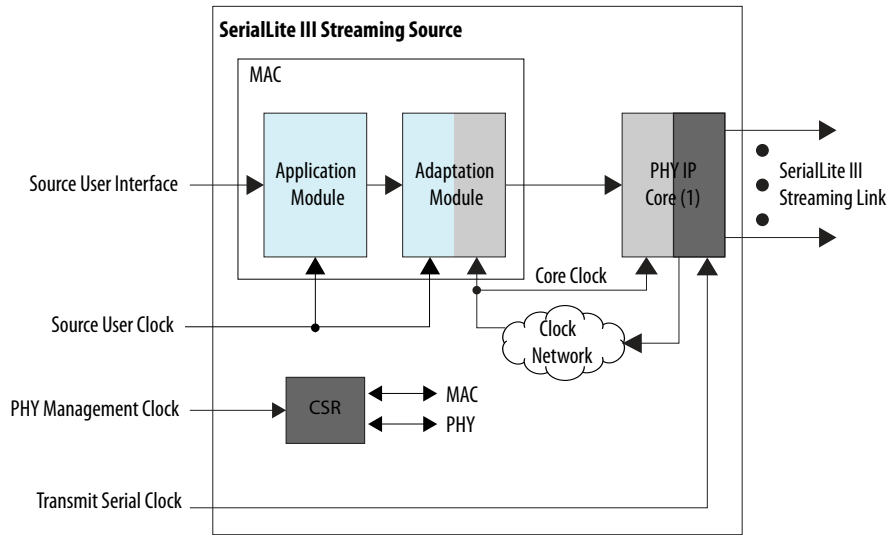 SerialLite III Streaming Source
MAC
Application
Module
Adaptation
Module
PHY IP
Core (1)
Source User Interface
SerialLite III
Streaming Link
Core Clock
Source User Clock
Clock
Network
PHY Management Clock
CSR
MAC
PHY
Transmit Serial Clock